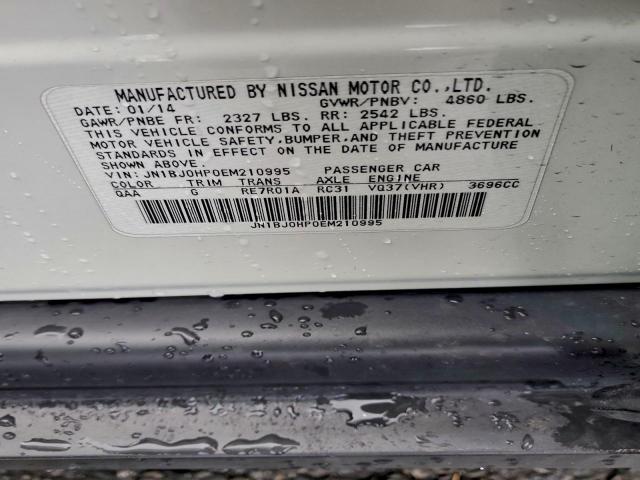 MANUFACTURED BY NISSAN MOTOR CO.,LTD.
DATE: 01/14 GVWR/PNBV: 4860 LBS.
GAWR/PNBE FR: 2327 LBS. RR: 2542 LBS.
THIS VEHICLE CONFORMS TO ALL APPLICABLE FEDERAL
MOTOR VEHICLE SAFETY,BUMPER,AND THEFT PREVENTION
STANDARDS IN EFFECT ON THE DATE OF MANUFACTURE
SHOWN ABOVE.
VIN: JN1BJ0HP0EM210995 PASSENGER CAR
COLOR TRIM TRANS AXLE ENGINE
QAA G RE7R01A RC31 VQ37(VHR) 3696CC
JN1BJ0HP0EM210995